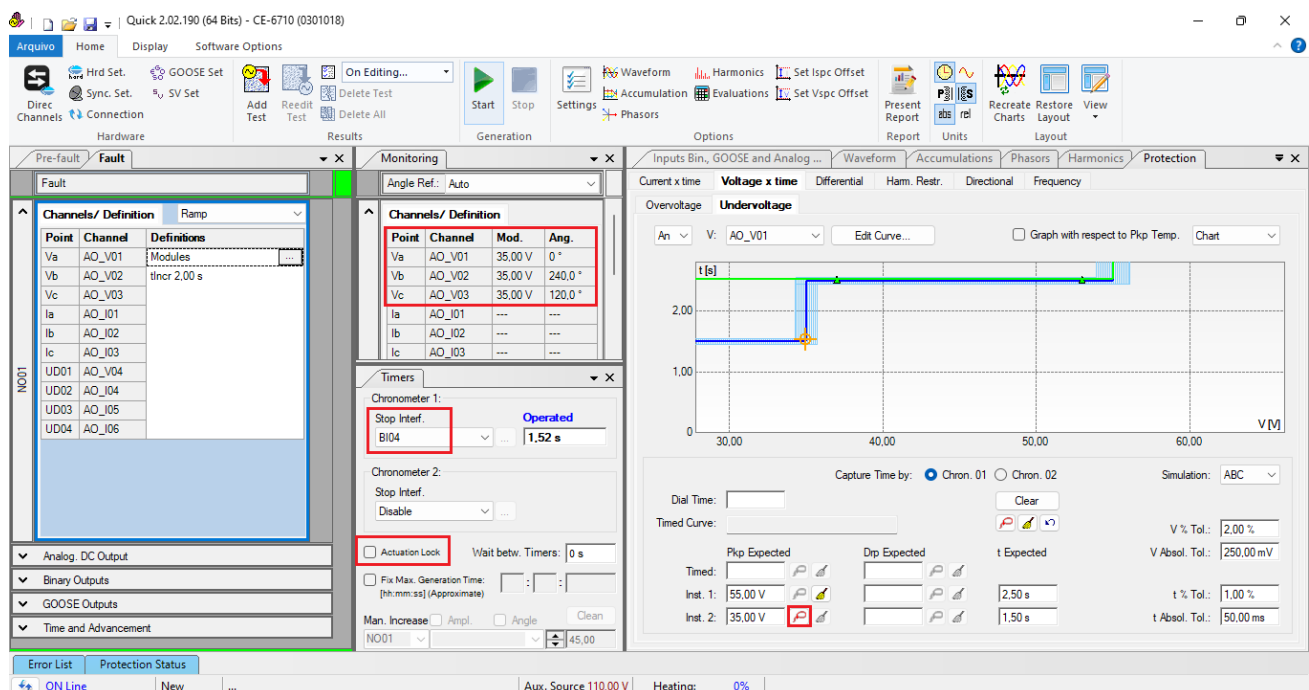 Quick 2.02.190 (64 Bits) - CE-6710 (0301018)
Arquivo Home Display Software Options
Direc Channels
Hrd Set.
Sync. Set.
Connection
GOOSE Set
SV Set
Hardware
Add Test
Reedit Test
On Editing...
Delete Test
Delete All
Results
Start Stop
Generation
Settings
Waveform
Accumulation
Phasors
Harmonics
Evaluations
Set Ispc Offset
Set Vspc Offset
Options
Present Report
Report
abs rel
Units
Recreate Charts
Restore Layout
View
Layout
Pre-fault Fault
Fault
Channels/ Definition Ramp
Point Channel Definitions
Va AO_V01 Modules ...
Vb AO_V02 tIncr 2,00 s
Vc AO_V03
Ia AO_I01
Ib AO_I02
Ic AO_I03
UD01 AO_V04
UD02 AO_I04
UD03 AO_I05
UD04 AO_I06
NO01
Analog. DC Output
Binary Outputs
GOOSE Outputs
Time and Advancement
Monitoring
Angle Ref.: Auto
Channels/ Definition
Point Channel Mod. Ang.
Va AO_V01 35,00 V 0 °
Vb AO_V02 35,00 V 240,0 °
Vc AO_V03 35,00 V 120,0 °
Ia AO_I01 --- ---
Ib AO_I02 --- ---
Ic AO_I03 --- ---
Timers
Chronometer 1:
Stop Interf. Operated
BI04 ... 1,52 s
Chronometer 2:
Stop Interf.
Disable ...
Actuation Lock Wait betw. Timers: 0 s
Fix Max. Generation Time: : :
[hh:mm:ss] (Approximate)
Man. Increase Ampl. Angle Clean
NO01 45,00
Inputs Bin., GOOSE and Analog ... Waveform Accumulations Phasors Harmonics Protection
Current x time Voltage x time Differential Harm. Restr. Directional Frequency
Overvoltage Undervoltage
An V: AO_V01 Edit Curve... Graph with respect to Pkp Temp. Chart
t [s]
2,00
1,00
0
30,00 40,00 50,00 60,00
V [V]
Capture Time by: Chron. 01 Chron. 02 Simulation: ABC
Dial Time: Clear
Timed Curve: V % Tol.: 2,00 %
Pkp Expected Drp Expected t Expected V Absol. Tol.: 250,00 mV
Timed:
Inst. 1: 55,00 V 2,50 s t % Tol.: 1,00 %
Inst. 2: 35,00 V 1,50 s t Absol. Tol.: 50,00 ms
Error List Protection Status
ON Line New ... Aux. Source 110.00 V Heating: 0%